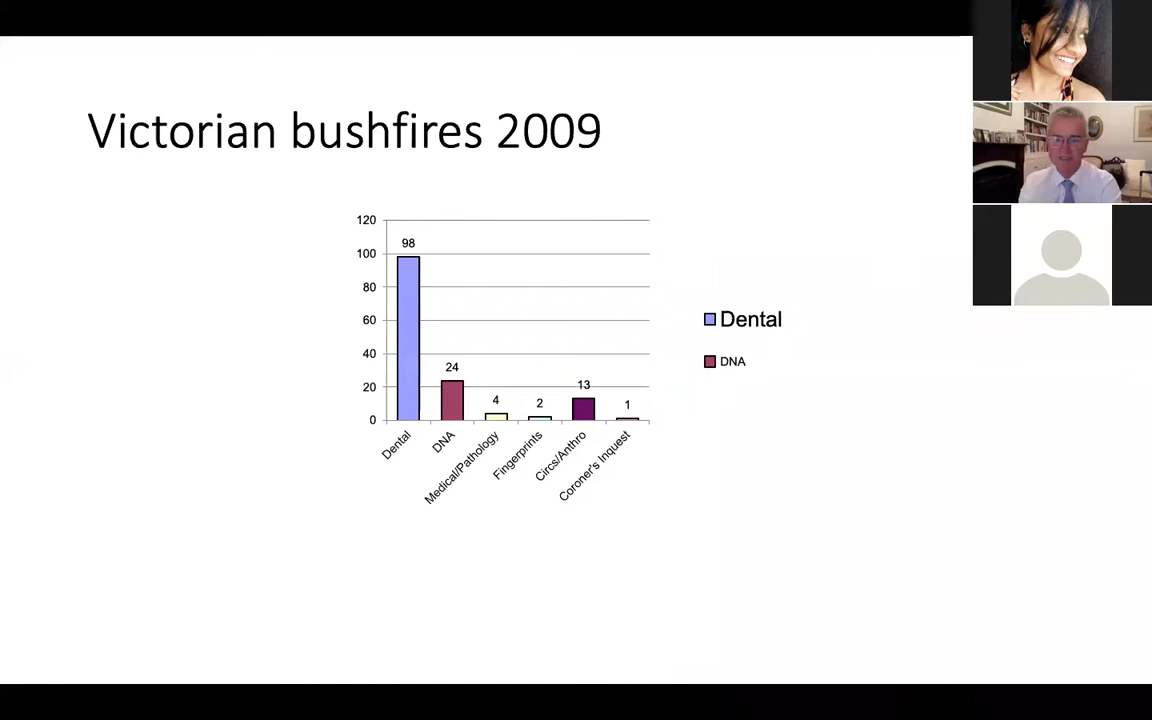 Victorian bushfires 2009
120
100
80
60
40
20
0
98
24
4
2
13
1
Dental
DNA
Medical/Pathology
Fingerprints
Circs/Anthro
Coroner's Inquest
Dental
DNA